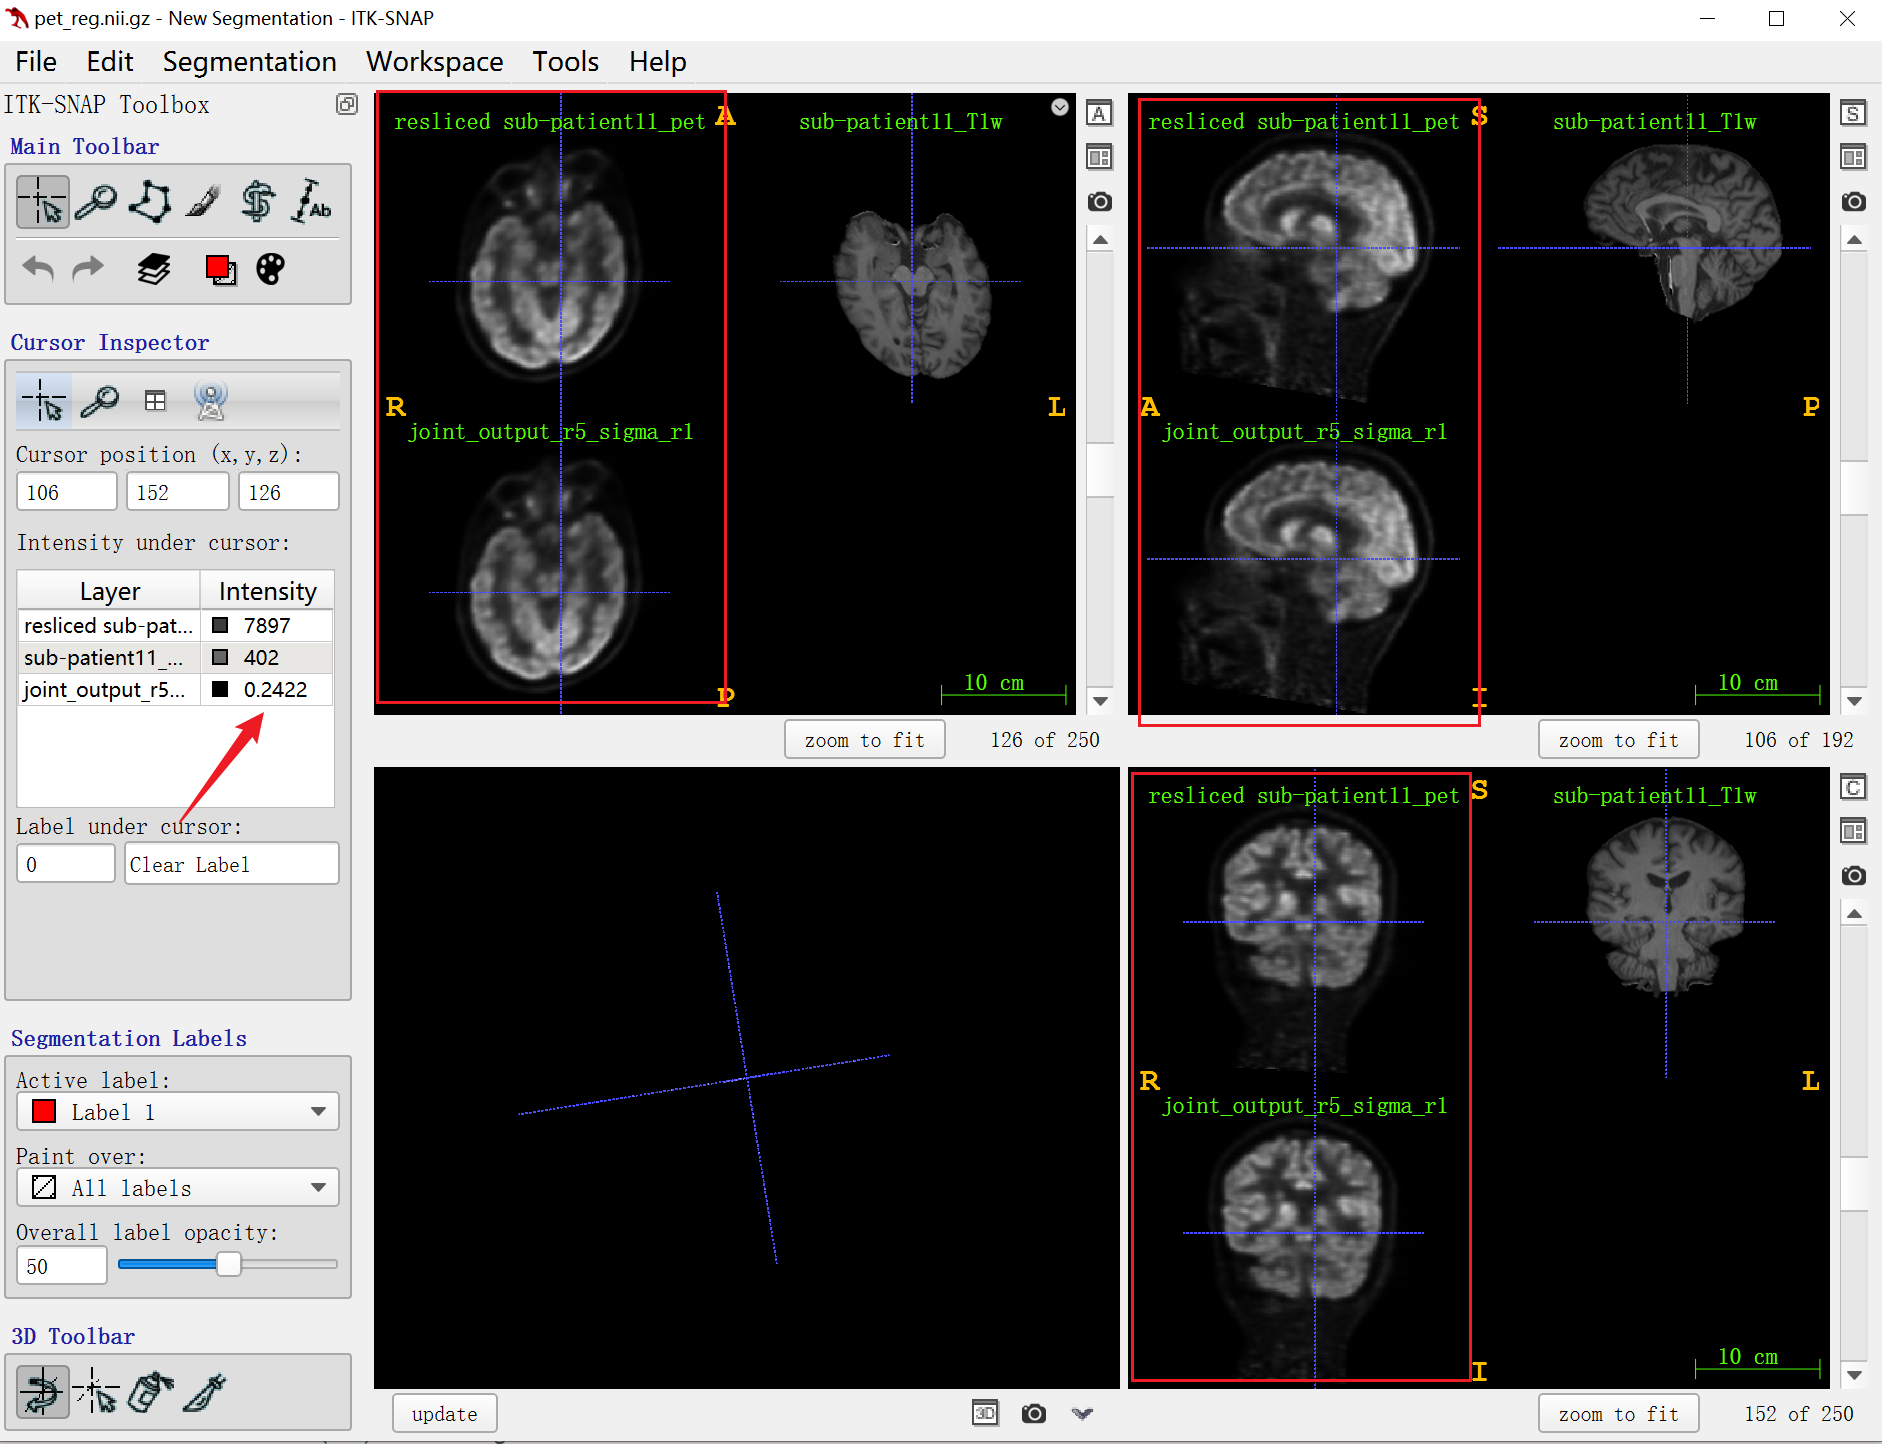 pet_reg.nii.gz - New Segmentation - ITK-SNAP
File Edit Segmentation Workspace Tools Help
ITK-SNAP Toolbox
Main Toolbar
Ab
Cursor Inspector
Cursor position (x,y,z):
106 152 126
Intensity under cursor:
Layer Intensity
resliced sub-pat... 7897
sub-patient11_... 402
joint_output_r5... 0.2422
Label under cursor:
0 Clear Label
Segmentation Labels
Active label:
Label 1
Paint over:
All labels
Overall label opacity:
50
3D Toolbar
resliced sub-patient11_pet A sub-patient11_T1w
A
R L
joint_output_r5_sigma_r1
10 cm
P
zoom to fit 126 of 250
resliced sub-patient11_pet S sub-patient11_T1w
S
A P
joint_output_r5_sigma_r1
10 cm
I
zoom to fit 106 of 192
update
3D
resliced sub-patient11_pet S sub-patient11_T1w
C
R L
joint_output_r5_sigma_r1
10 cm
I
zoom to fit 152 of 250